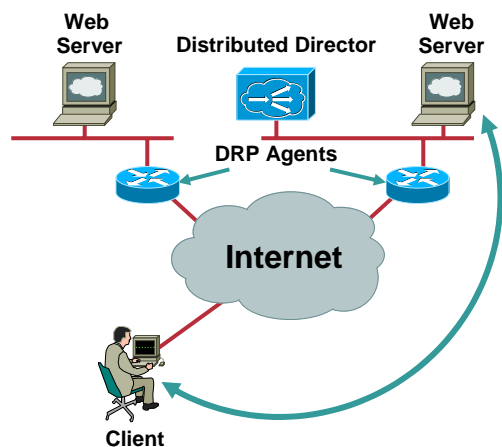 Web
Server
Distributed Director
Web
Server
DRP Agents
Internet
Client